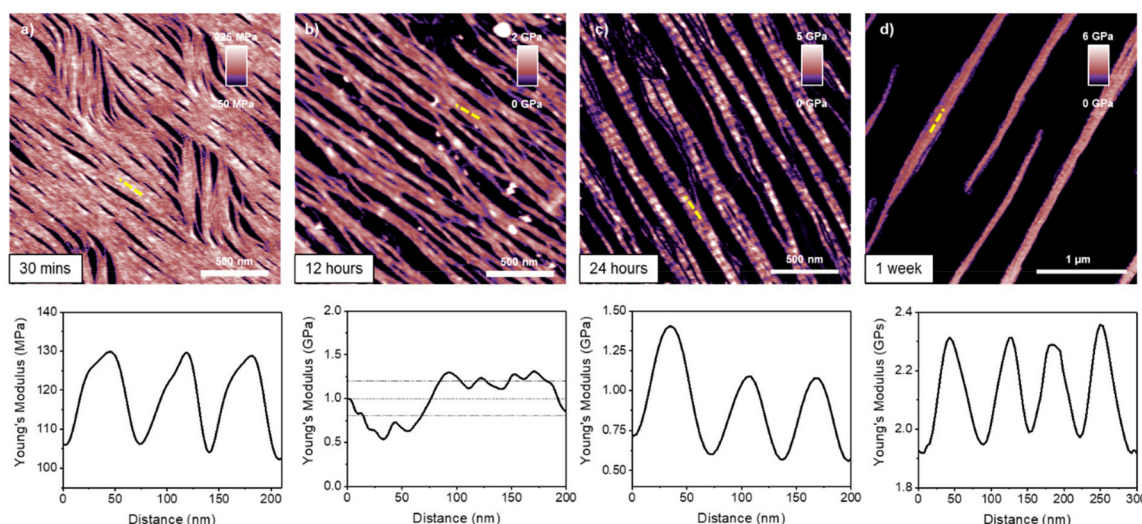 a)
225 MPa
50 MPa
30 mins
500 nm
b)
2 GPa
0 GPa
12 hours
500 nm
c)
5 GPa
0 GPa
24 hours
500 nm
d)
6 GPa
0 GPa
1 week
1 µm
Young's Modulus (MPa)
140
130
120
110
100
0 50 100 150 200
Distance (nm)
Young's Modulus (GPa)
2.0
1.5
1.0
0.5
0.0
0 50 100 150 200
Distance (nm)
Young's Modulus (GPa)
1.50
1.25
1.00
0.75
0.50
0 50 100 150 200
Distance (nm)
Young's Modulus (GPs)
2.4
2.2
2.0
1.8
0 50 100 150 200 250 300
Distance (nm)